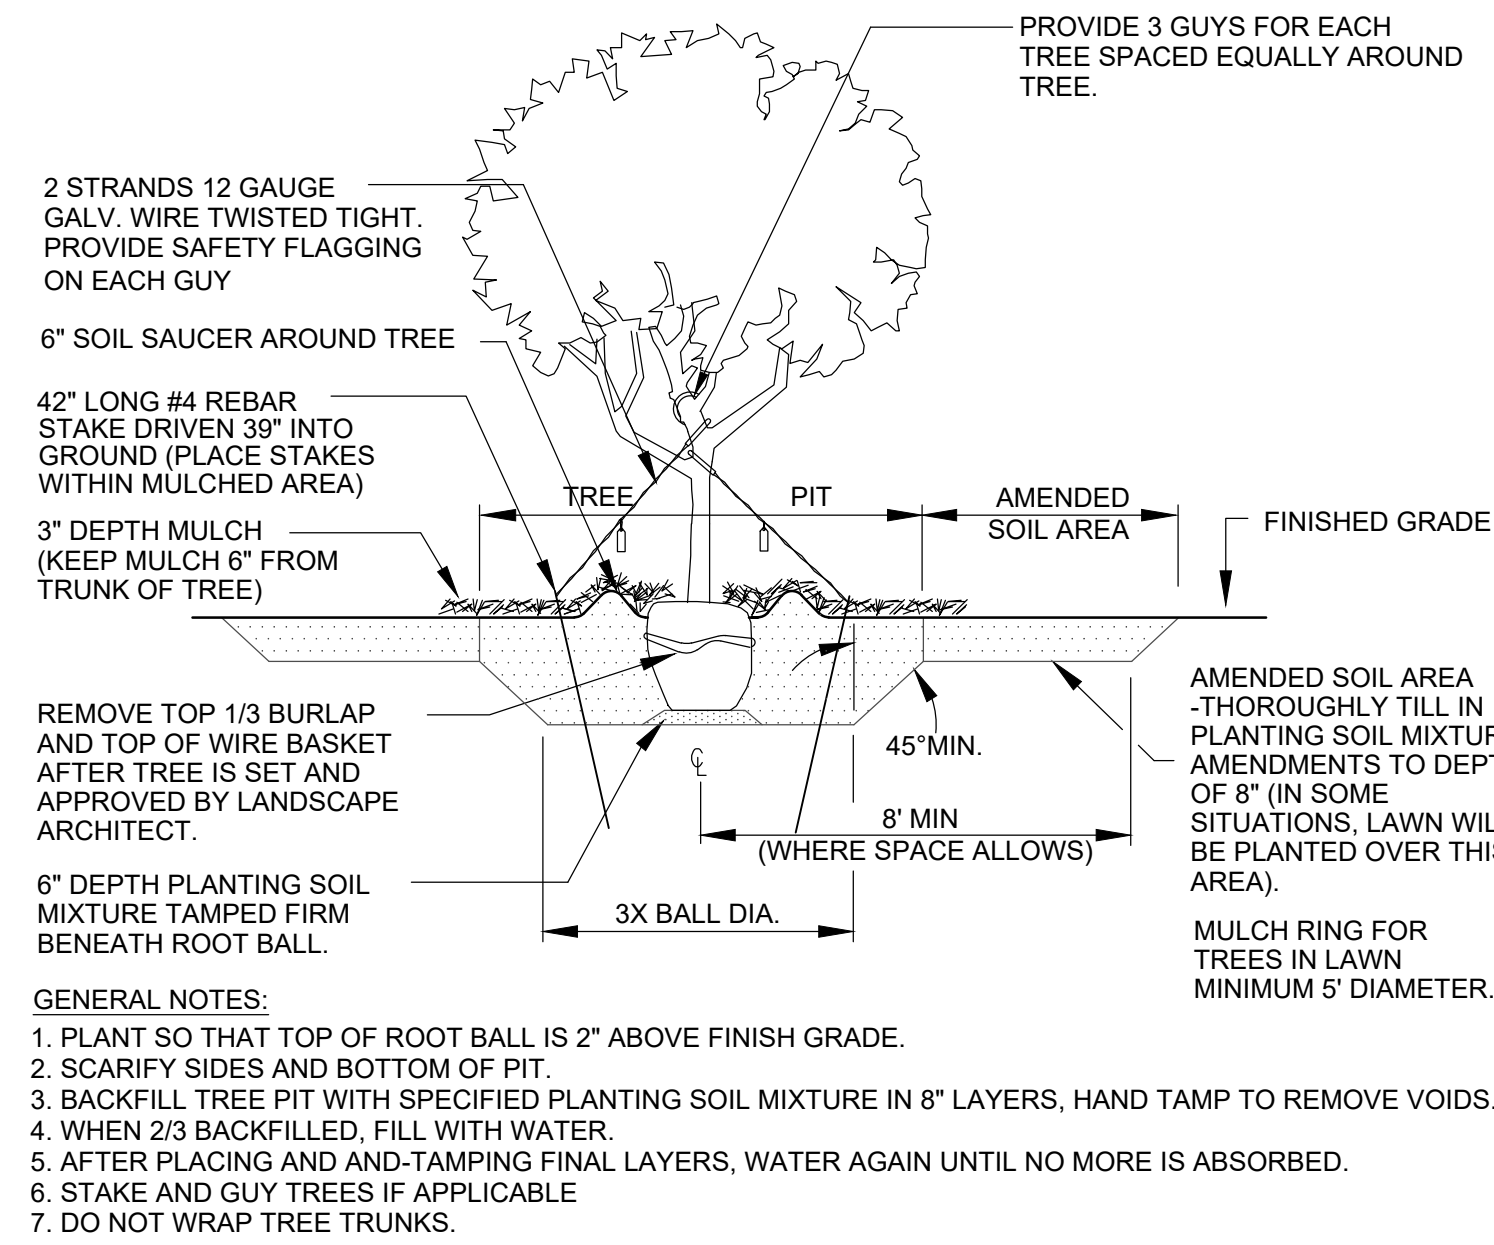 PROVIDE 3 GUYS FOR EACH
TREE SPACED EQUALLY AROUND
TREE.
2 STRANDS 12 GAUGE
GALV. WIRE TWISTED TIGHT.
PROVIDE SAFETY FLAGGING
ON EACH GUY
6" SOIL SAUCER AROUND TREE
42" LONG #4 REBAR
STAKE DRIVEN 39" INTO
GROUND (PLACE STAKES
WITHIN MULCHED AREA)
3" DEPTH MULCH
(KEEP MULCH 6" FROM
TRUNK OF TREE)
TREE PIT
AMENDED
SOIL AREA
FINISHED GRADE
REMOVE TOP 1/3 BURLAP
AND TOP OF WIRE BASKET
AFTER TREE IS SET AND
APPROVED BY LANDSCAPE
ARCHITECT.
45°MIN.
CL
8' MIN
(WHERE SPACE ALLOWS)
AMENDED SOIL AREA
-THOROUGHLY TILL IN
PLANTING SOIL MIXTUR
AMENDMENTS TO DEPT
OF 8" (IN SOME
SITUATIONS, LAWN WIL
BE PLANTED OVER THIS
AREA).
6" DEPTH PLANTING SOIL
MIXTURE TAMPED FIRM
BENEATH ROOT BALL.
3X BALL DIA.
MULCH RING FOR
TREES IN LAWN
MINIMUM 5' DIAMETER.
GENERAL NOTES:
1. PLANT SO THAT TOP OF ROOT BALL IS 2" ABOVE FINISH GRADE.
2. SCARIFY SIDES AND BOTTOM OF PIT.
3. BACKFILL TREE PIT WITH SPECIFIED PLANTING SOIL MIXTURE IN 8" LAYERS, HAND TAMP TO REMOVE VOIDS.
4. WHEN 2/3 BACKFILLED, FILL WITH WATER.
5. AFTER PLACING AND AND-TAMPING FINAL LAYERS, WATER AGAIN UNTIL NO MORE IS ABSORBED.
6. STAKE AND GUY TREES IF APPLICABLE
7. DO NOT WRAP TREE TRUNKS.